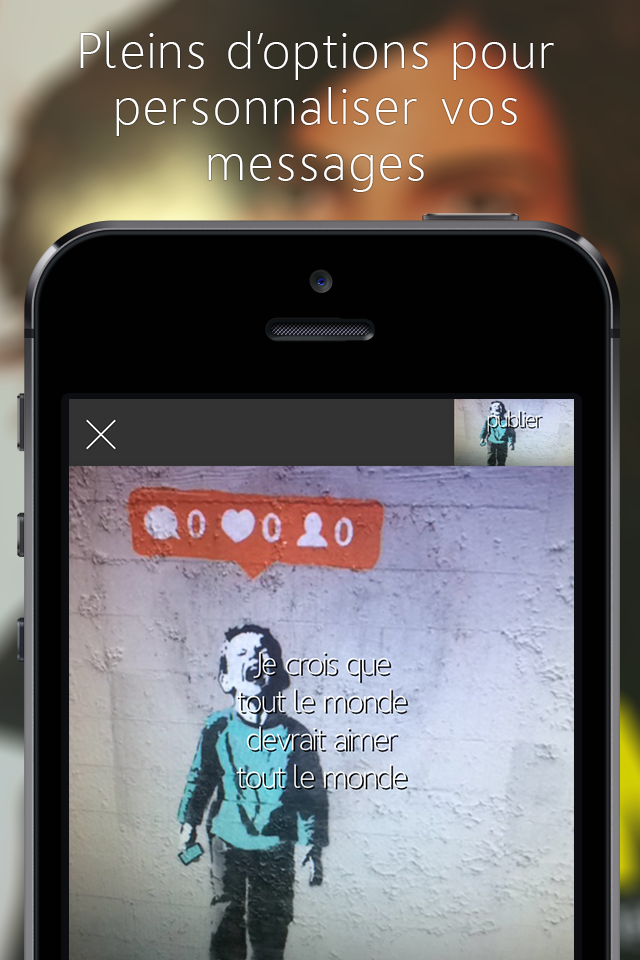 Pleins d’options pour
personnaliser vos
messages
publier
0 0 0
Je crois que
tout le monde
devrait aimer
tout le monde